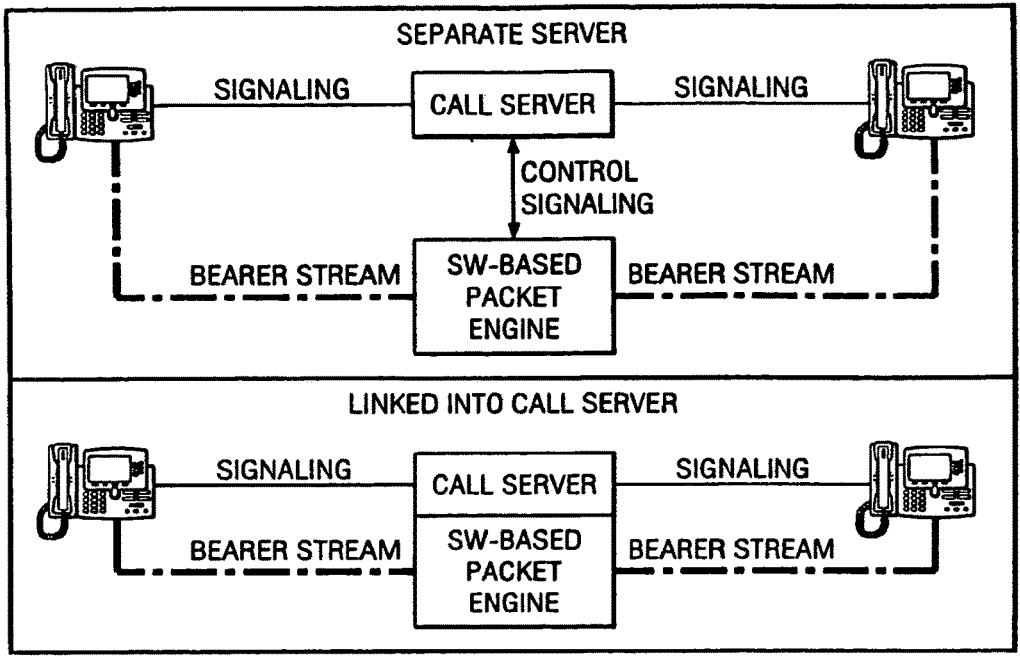 SEPARATE SERVER
SIGNALING
CALL SERVER
SIGNALING
CONTROL
SIGNALING
BEARER STREAM
SW-BASED
PACKET
ENGINE
BEARER STREAM
LINKED INTO CALL SERVER
SIGNALING
CALL SERVER
SIGNALING
BEARER STREAM
SW-BASED
PACKET
ENGINE
BEARER STREAM